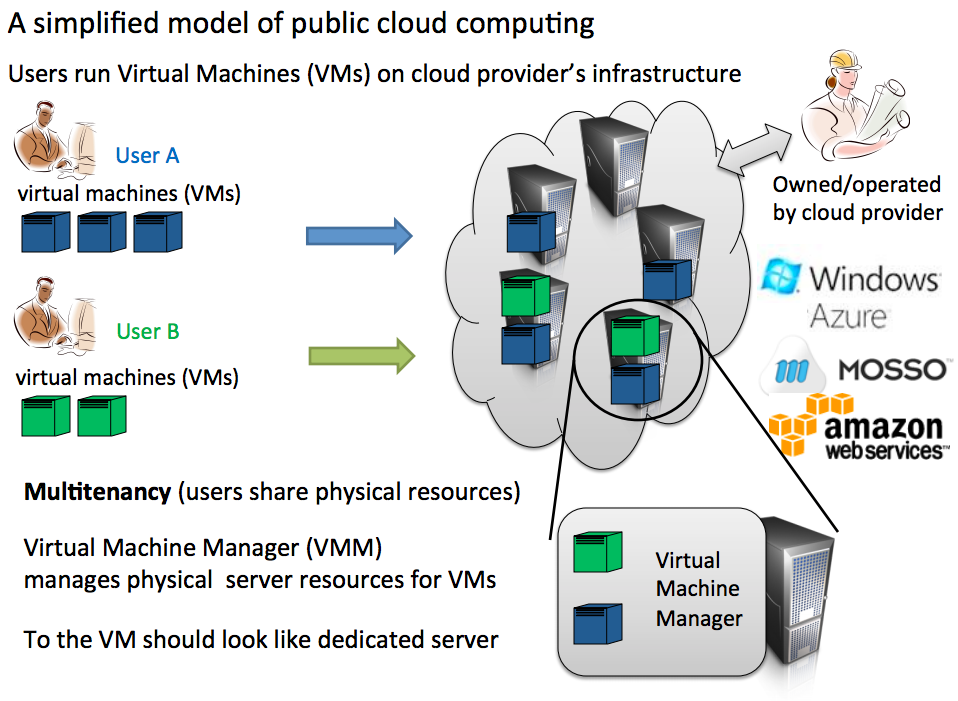 A simplified model of public cloud computing
Users run Virtual Machines (VMs) on cloud provider's infrastructure
User A
virtual machines (VMs)
User B
virtual machines (VMs)
Owned/operated
by cloud provider
Windows
Azure
m MOSSO™
amazon
webservices™
Multitenancy (users share physical resources)
Virtual Machine Manager (VMM)
manages physical server resources for VMs
To the VM should look like dedicated server
Virtual
Machine
Manager